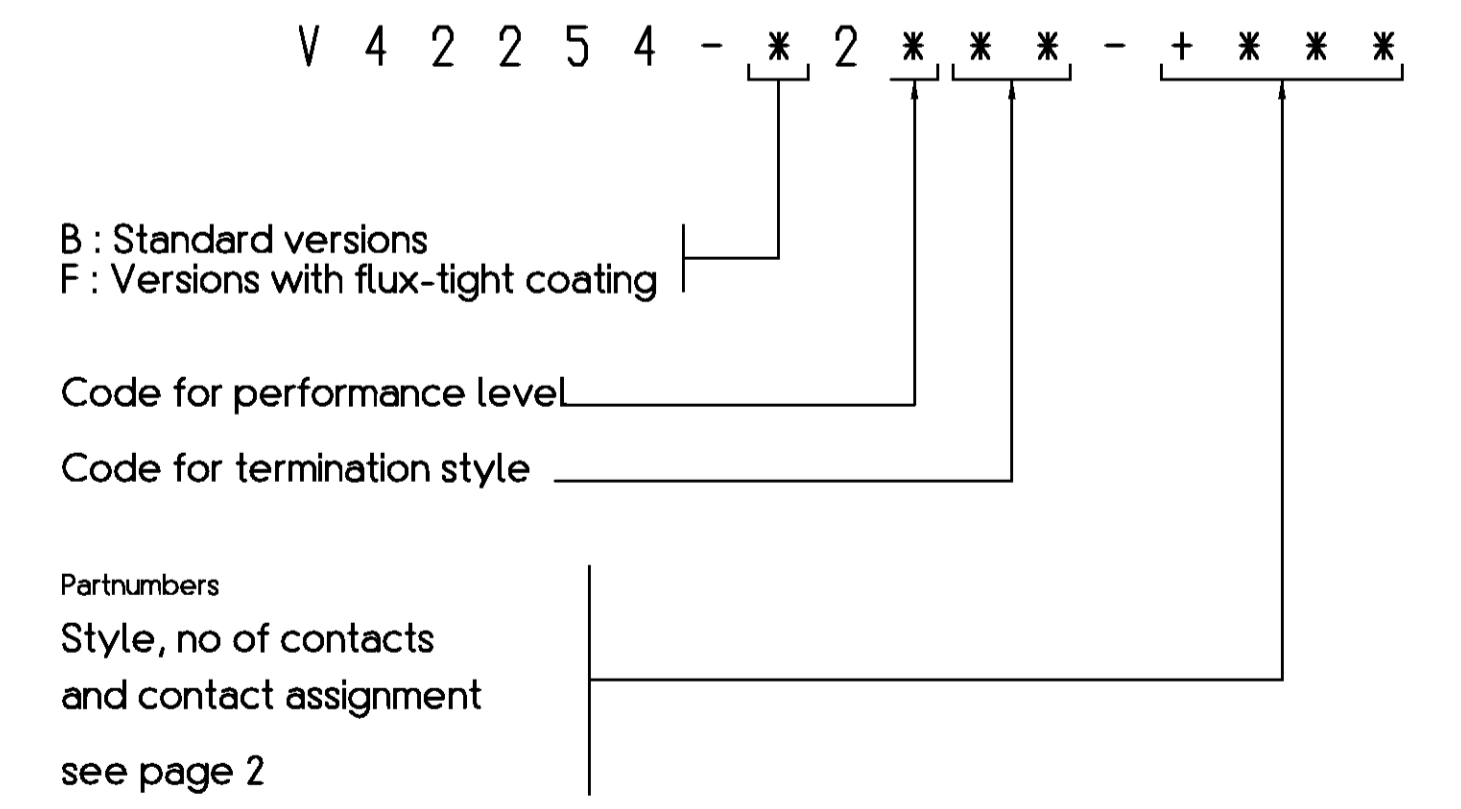 V 4 2 2 5 4 - * 2 * * * - + * * *
B : Standard versions
F : Versions with flux-tight coating
Code for performance level
Code for termination style
Partnumbers
Style, no of contacts
and contact assignment
see page 2